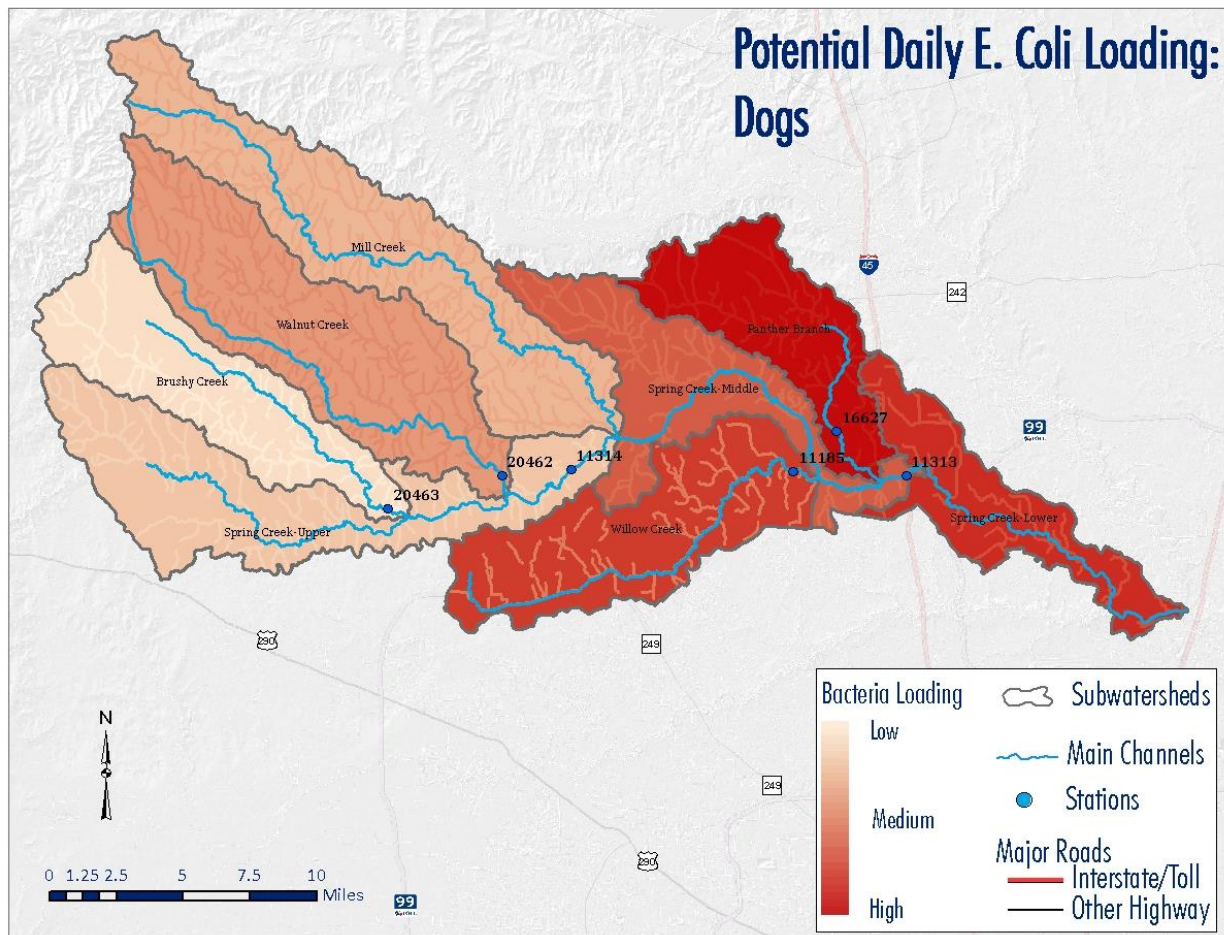 Potential Daily E. Coli Loading:
Dogs
45
242
Mill Creek
Walnut Creek
Panther Branch
Brushy Creek
Spring Creek-Middle
99
16627
20462
11314
11185
11313
20463
Spring Creek-Upper
Willow Creek
Spring Creek-Lower
290
249
249
290
99
N
0 1.25 2.5 5 7.5 10
Miles
Bacteria Loading
Low
Medium
High
Subwatersheds
Main Channels
Stations
Major Roads
Interstate/Toll
Other Highway